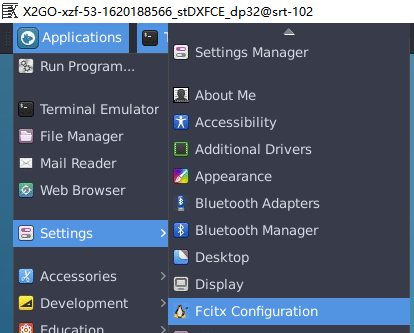 X2GO-xzf-53-1620188566_stDXFCE_dp32@srt-102
Applications
Run Program...
Terminal Emulator
File Manager
Mail Reader
Web Browser
Settings
Accessories
Development
Education
Settings Manager
About Me
Accessibility
Additional Drivers
Appearance
Bluetooth Adapters
Bluetooth Manager
Desktop
Display
Fcitx Configuration